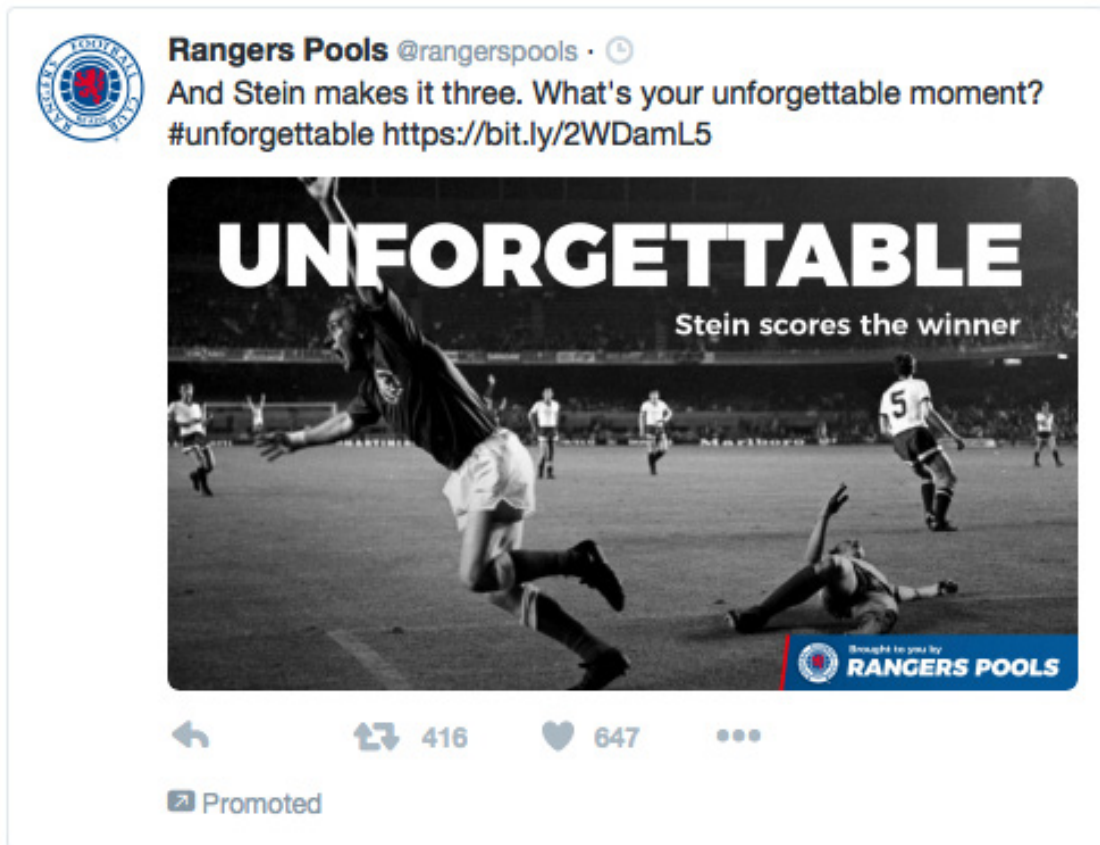 Rangers Pools @rangerspools ·
And Stein makes it three. What's your unforgettable moment?
#unforgettable https://bit.ly/2WDamL5
UNFORGETTABLE
Stein scores the winner
5
Marlboro
Brought to you by
RANGERS POOLS
416
647
Promoted